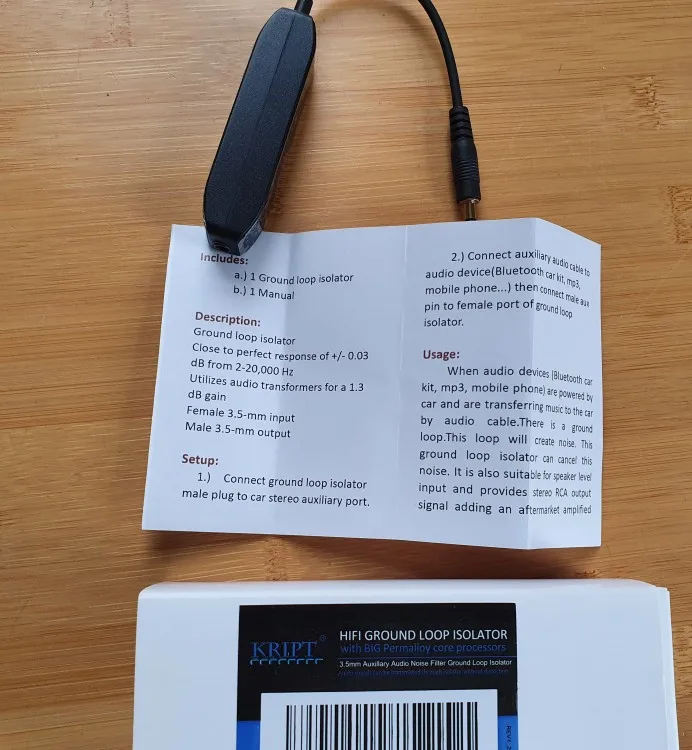 Includes:
a.) 1 Ground loop isolator
b.) 1 Manual
Description:
Ground loop isolator
Close to perfect response of +/- 0.03
dB from 2-20,000 Hz
Utilizes audio transformers for a 1.3
dB gain
Female 3.5-mm input
Male 3.5-mm output
Setup:
1.) Connect ground loop isolator
male plug to car stereo auxiliary port.
2.) Connect auxiliary audio cable to
audio device(Bluetooth car kit, mp3,
mobile phone...) then connect male aux
pin to female port of ground loop
isolator.
Usage:
When audio devices (Bluetooth car
kit, mp3, mobile phone) are powered by
car and are transferring music to the car
by audio cable.There is a ground
loop.This loop will create noise. This
ground loop isolator can cancel this
noise. It is also suitable for speaker level
input and provides stereo RCA output
signal adding an aftermarket amplified
KRIPT®
HIFI GROUND LOOP ISOLATOR
with BIG Permalloy core processors
3.5mm Auxiliary Audio Noise Filter Ground Loop Isolator